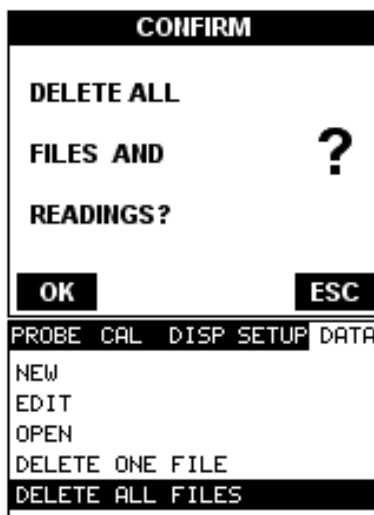 CONFIRM
DELETE ALL
FILES AND
READINGS?
?
OK ESC
PROBE CAL DISP SETUP DATA
NEW
EDIT
OPEN
DELETE ONE FILE
DELETE ALL FILES